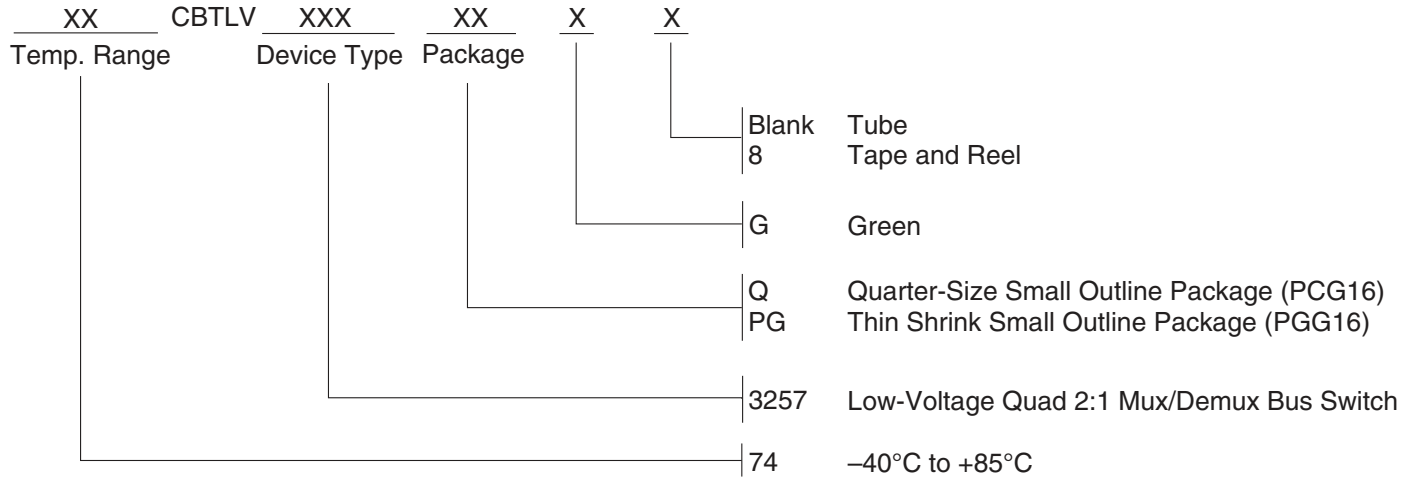 XX CBTLV XXX XX X X
Temp. Range Device Type Package
Blank Tube
8 Tape and Reel
G Green
Q Quarter-Size Small Outline Package (PCG16)
PG Thin Shrink Small Outline Package (PGG16)
3257 Low-Voltage Quad 2:1 Mux/Demux Bus Switch
74 –40°C to +85°C